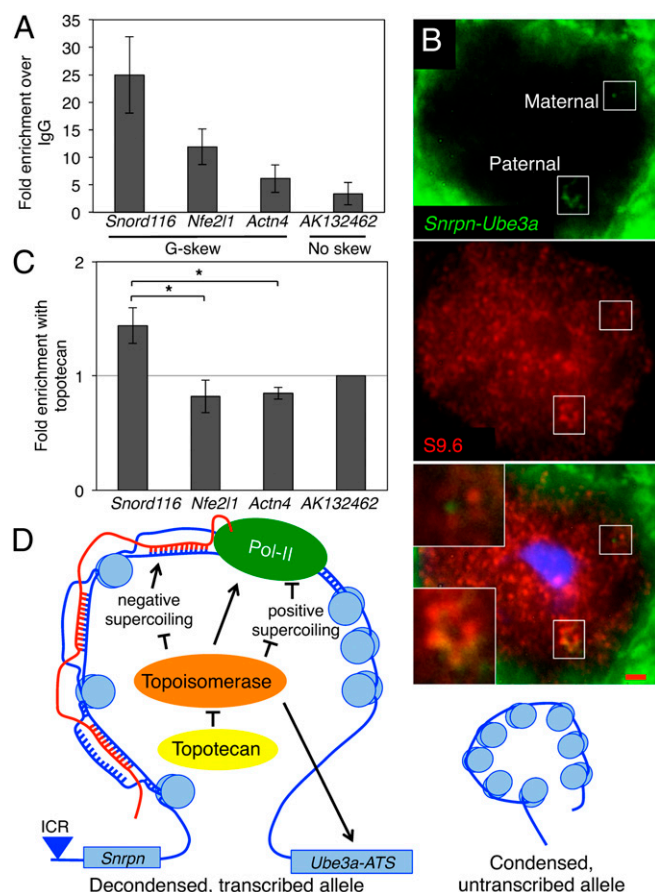 A
Fold enrichment over
IgG
35
30
25
20
15
10
5
0
Snord116 Nfe2l1 Actn4 AK132462
G-skew No skew
B
Maternal
Paternal
Snrpn-Ube3a
S9.6
C
Fold enrichment with
topotecan
2
1
0
*
*
Snord116 Nfe2l1 Actn4 AK132462
D
Pol-II
negative
supercoiling
positive
supercoiling
Topoisomerase
Topotecan
ICR
Snrpn
Ube3a-ATS
Decondensed, transcribed allele
Condensed,
untranscribed allele